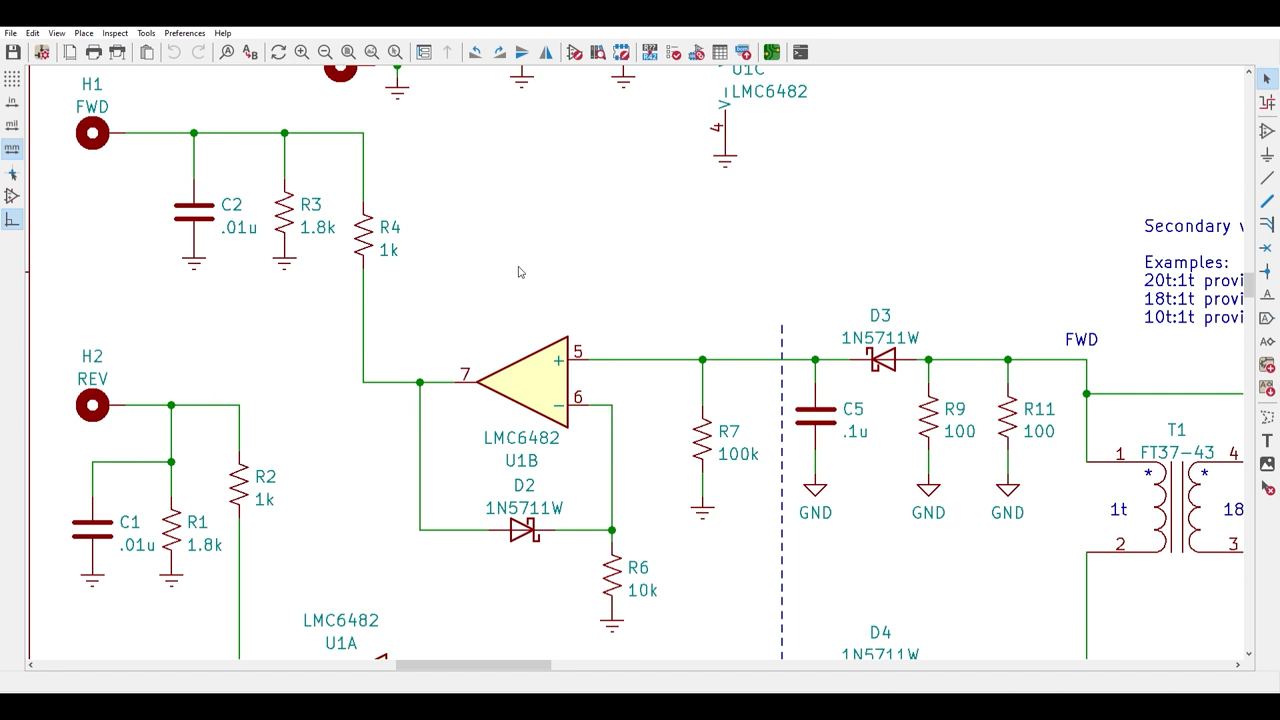 File Edit View Place Inspect Tools Preferences Help
in
mil
mm
H1
FWD
C2
.01u
R3
1.8k
R4
1k
U1C
LMC6482
V-
4
H2
REV
C1
.01u
R1
1.8k
R2
1k
7
+
5
-
6
LMC6482
U1B
D2
1N5711W
R6
10k
R7
100k
C5
.1u
GND
D3
1N5711W
R9
100
GND
R11
100
GND
FWD
Secondary
Examples:
20t:1t provi
18t:1t provi
10t:1t provi
T1
FT37-43
1
4
*
*
1t
18
2
3
LMC6482
U1A
D4
1N5711W